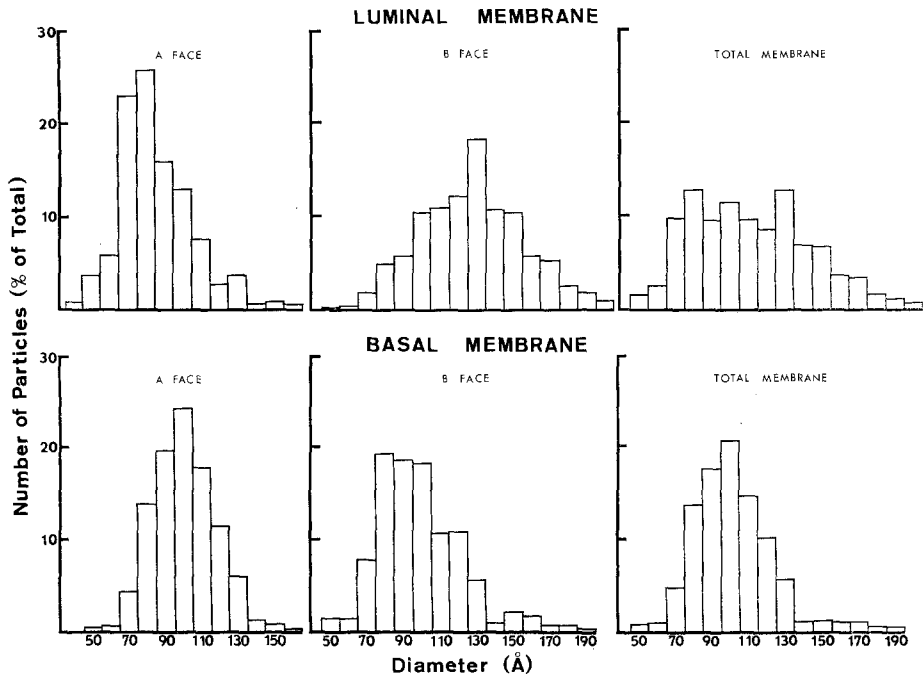 LUMINAL MEMBRANE
30
20
10
A FACE
B FACE
TOTAL MEMBRANE
BASAL MEMBRANE
30
20
10
A FACE
B FACE
TOTAL MEMBRANE
50 70 90 110 130 150
50 70 90 110 130 150 170 190
50 70 90 110 130 150 170 190
Number of Particles (% of Total)
Diameter (Å)